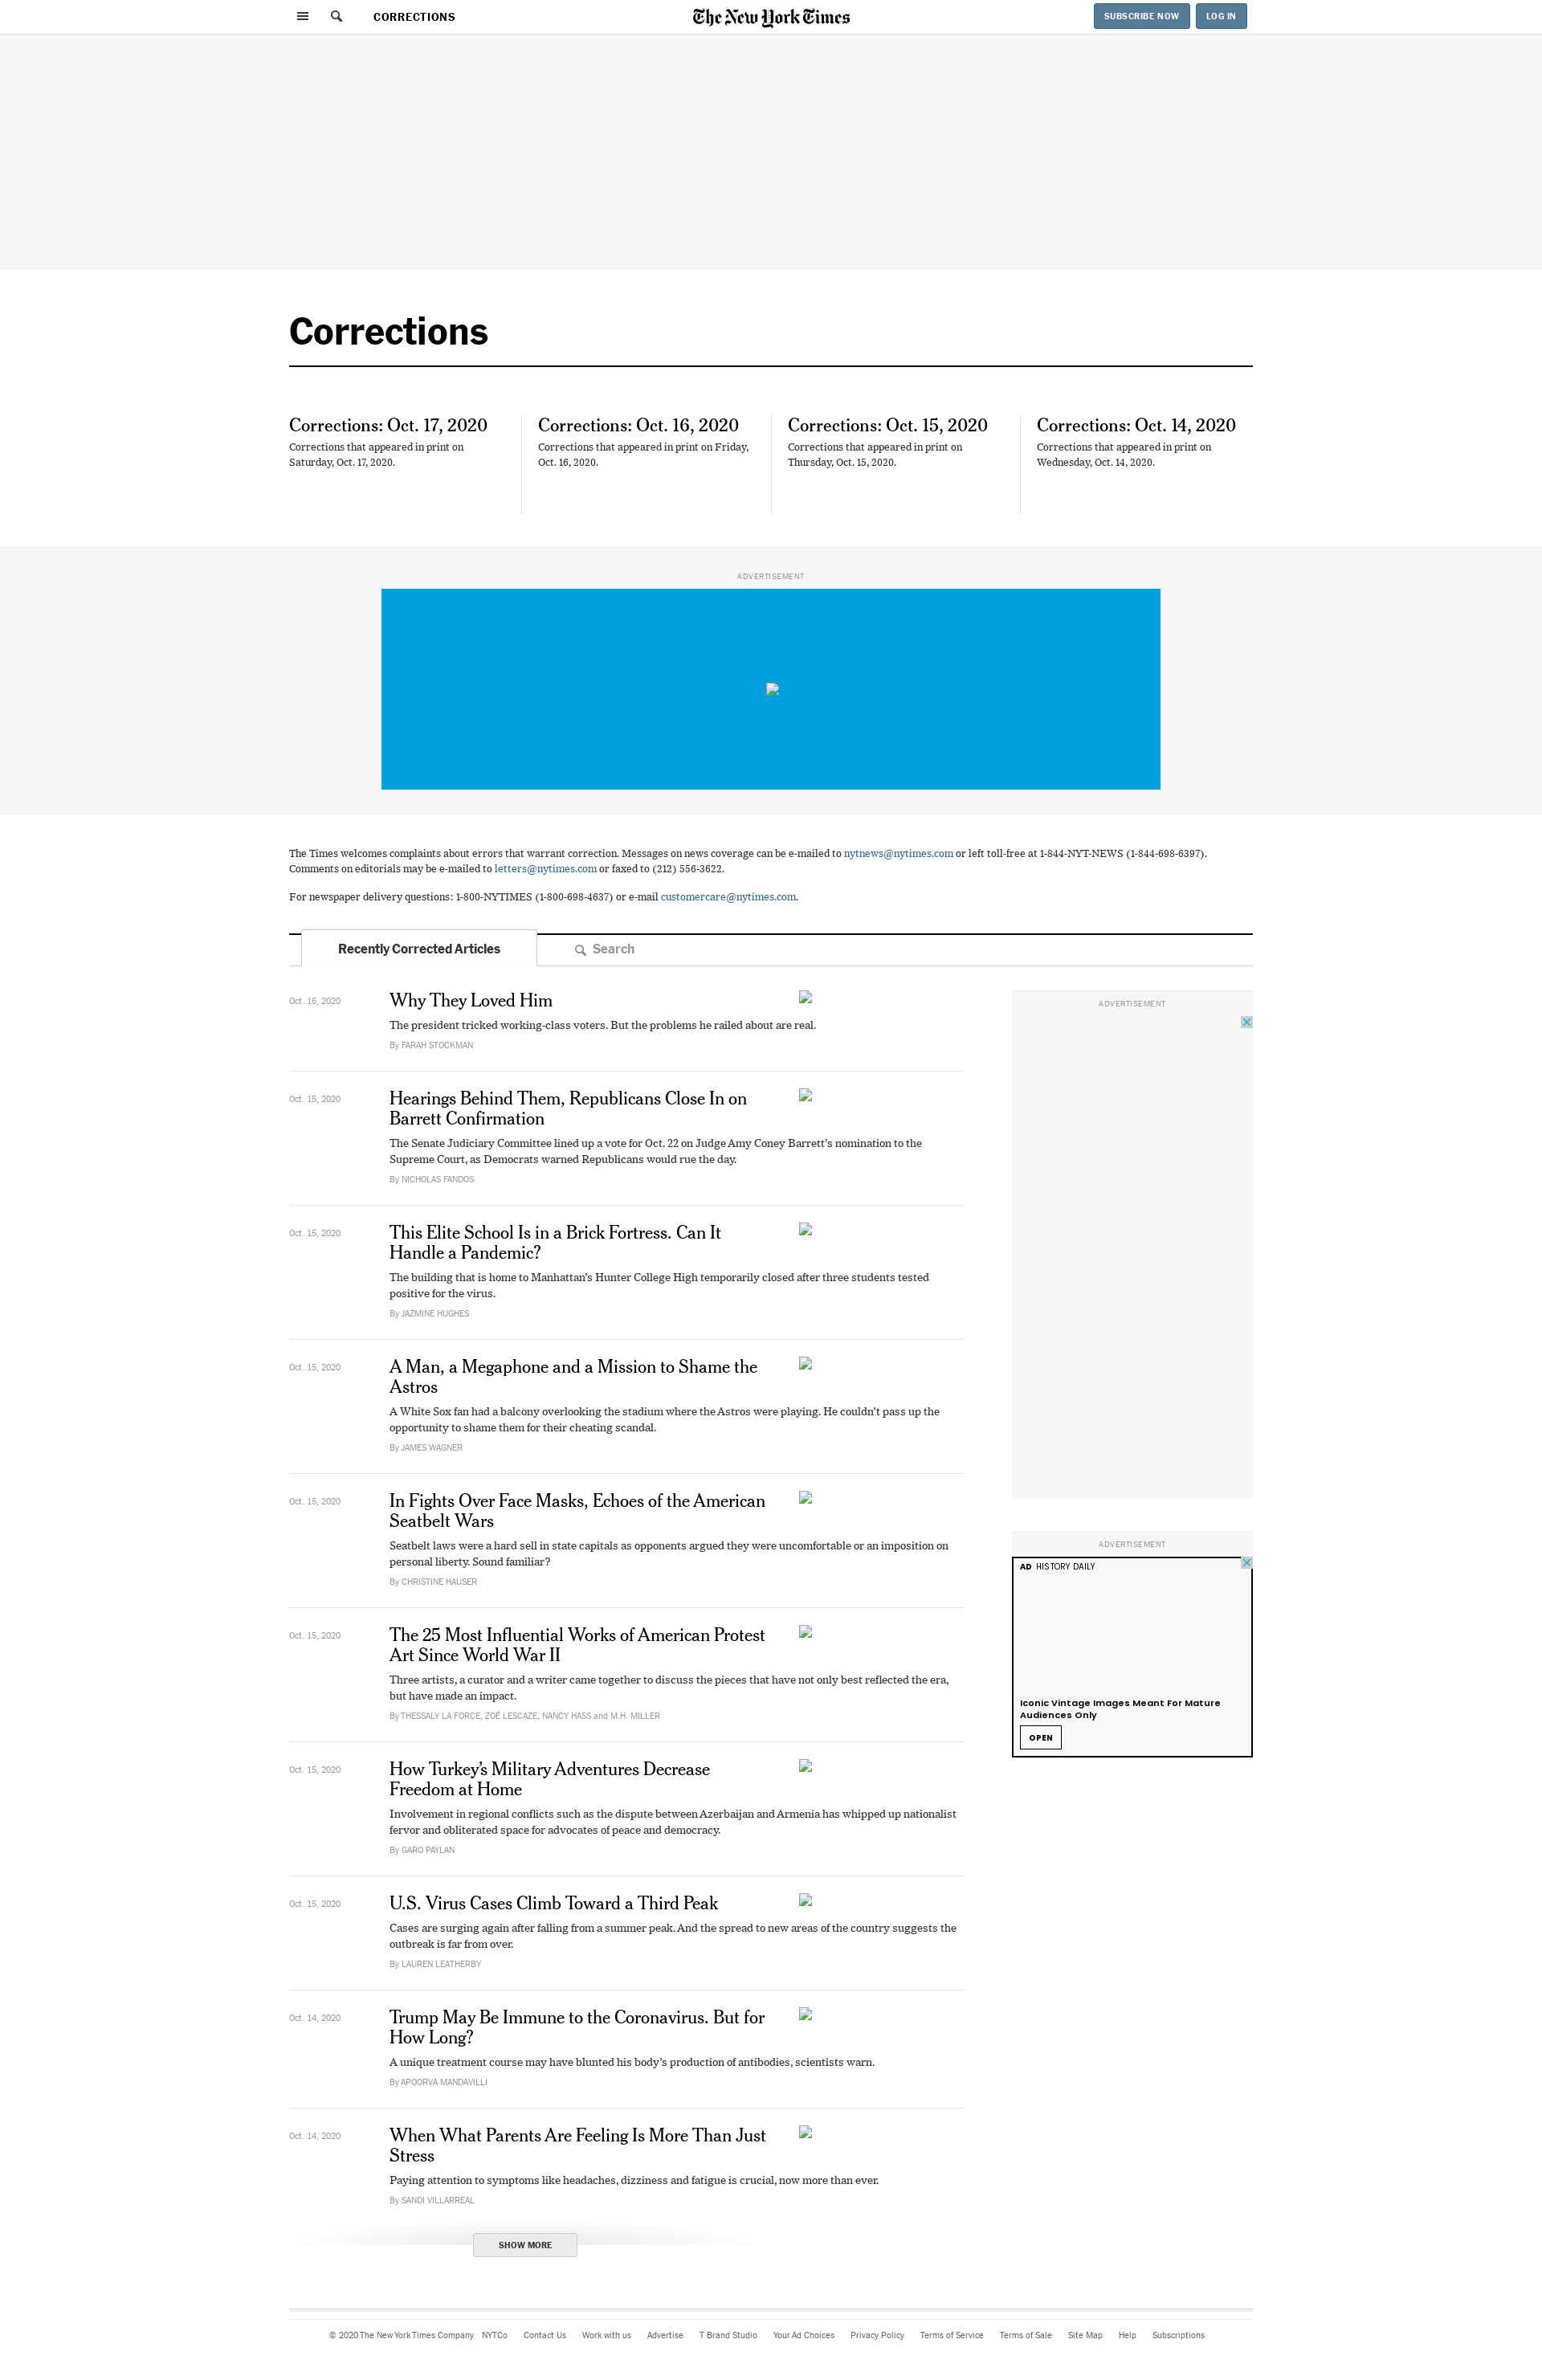 CORRECTIONS
The New York Times
SUBSCRIBE NOW
LOG IN
Corrections
Corrections: Oct. 17, 2020
Corrections that appeared in print on
Saturday, Oct. 17, 2020.
Corrections: Oct. 16, 2020
Corrections that appeared in print on Friday,
Oct. 16, 2020.
Corrections: Oct. 15, 2020
Corrections that appeared in print on
Thursday, Oct. 15, 2020.
Corrections: Oct. 14, 2020
Corrections that appeared in print on
Wednesday, Oct. 14, 2020.
ADVERTISEMENT
The Times welcomes complaints about errors that warrant correction. Messages on news coverage can be e-mailed to nytnews@nytimes.com or left toll-free at 1-844-NYT-NEWS (1-844-698-6397).
Comments on editorials may be e-mailed to letters@nytimes.com or faxed to (212) 556-3622.
For newspaper delivery questions: 1-800-NYTIMES (1-800-698-4637) or e-mail customercare@nytimes.com.
Recently Corrected Articles
Search
Oct. 16, 2020
Why They Loved Him
The president tricked working-class voters. But the problems he railed about are real.
By FARAH STOCKMAN
Oct. 15, 2020
Hearings Behind Them, Republicans Close In on
Barrett Confirmation
The Senate Judiciary Committee lined up a vote for Oct. 22 on Judge Amy Coney Barrett’s nomination to the
Supreme Court, as Democrats warned Republicans would rue the day.
By NICHOLAS FANDOS
Oct. 15, 2020
This Elite School Is in a Brick Fortress. Can It
Handle a Pandemic?
The building that is home to Manhattan’s Hunter College High temporarily closed after three students tested
positive for the virus.
By JAZMINE HUGHES
Oct. 15, 2020
A Man, a Megaphone and a Mission to Shame the
Astros
A White Sox fan had a balcony overlooking the stadium where the Astros were playing. He couldn’t pass up the
opportunity to shame them for their cheating scandal.
By JAMES WAGNER
Oct. 15, 2020
In Fights Over Face Masks, Echoes of the American
Seatbelt Wars
Seatbelt laws were a hard sell in state capitals as opponents argued they were uncomfortable or an imposition on
personal liberty. Sound familiar?
By CHRISTINE HAUSER
Oct. 15, 2020
The 25 Most Influential Works of American Protest
Art Since World War II
Three artists, a curator and a writer came together to discuss the pieces that have not only best reflected the era,
but have made an impact.
By THESSALY LA FORCE, ZOË LESCAZE, NANCY HASS and M.H. MILLER
Oct. 15, 2020
How Turkey’s Military Adventures Decrease
Freedom at Home
Involvement in regional conflicts such as the dispute between Azerbaijan and Armenia has whipped up nationalist
fervor and obliterated space for advocates of peace and democracy.
By GARO PAYLAN
Oct. 15, 2020
U.S. Virus Cases Climb Toward a Third Peak
Cases are surging again after falling from a summer peak. And the spread to new areas of the country suggests the
outbreak is far from over.
By LAUREN LEATHERBY
Oct. 14, 2020
Trump May Be Immune to the Coronavirus. But for
How Long?
A unique treatment course may have blunted his body’s production of antibodies, scientists warn.
By APOORVA MANDAVILLI
Oct. 14, 2020
When What Parents Are Feeling Is More Than Just
Stress
Paying attention to symptoms like headaches, dizziness and fatigue is crucial, now more than ever.
By SANDI VILLARREAL
SHOW MORE
ADVERTISEMENT
ADVERTISEMENT
AD HISTORY DAILY
Iconic Vintage Images Meant For Mature
Audiences Only
OPEN
© 2020 The New York Times Company NYTCo Contact Us Work with us Advertise T Brand Studio Your Ad Choices Privacy Policy Terms of Service Terms of Sale Site Map Help Subscriptions